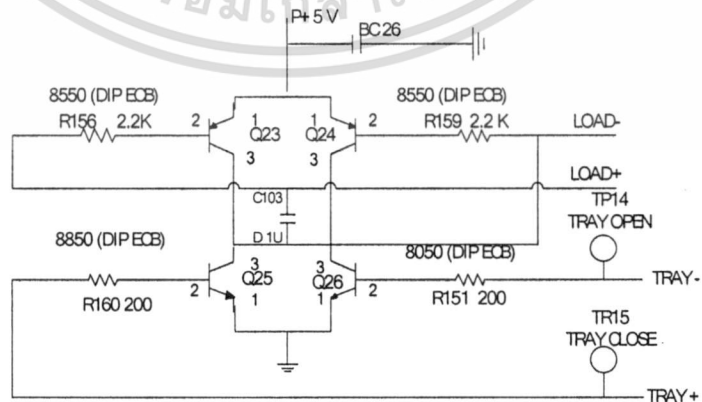 P+5V
BC26
8550 (DIP ECB)
R156 2.2K
2
1
Q23
3
8550 (DIP ECB)
R159 2.2 K
2
1
Q24
3
LOAD-
LOAD+
C103
D 1U
TP14
TRAY OPEN
8850 (DIP ECB)
R160 200
2
3
Q25
1
8050 (DIP ECB)
R151 200
2
3
Q26
1
TRAY-
TR15
TRAY CLOSE
TRAY+